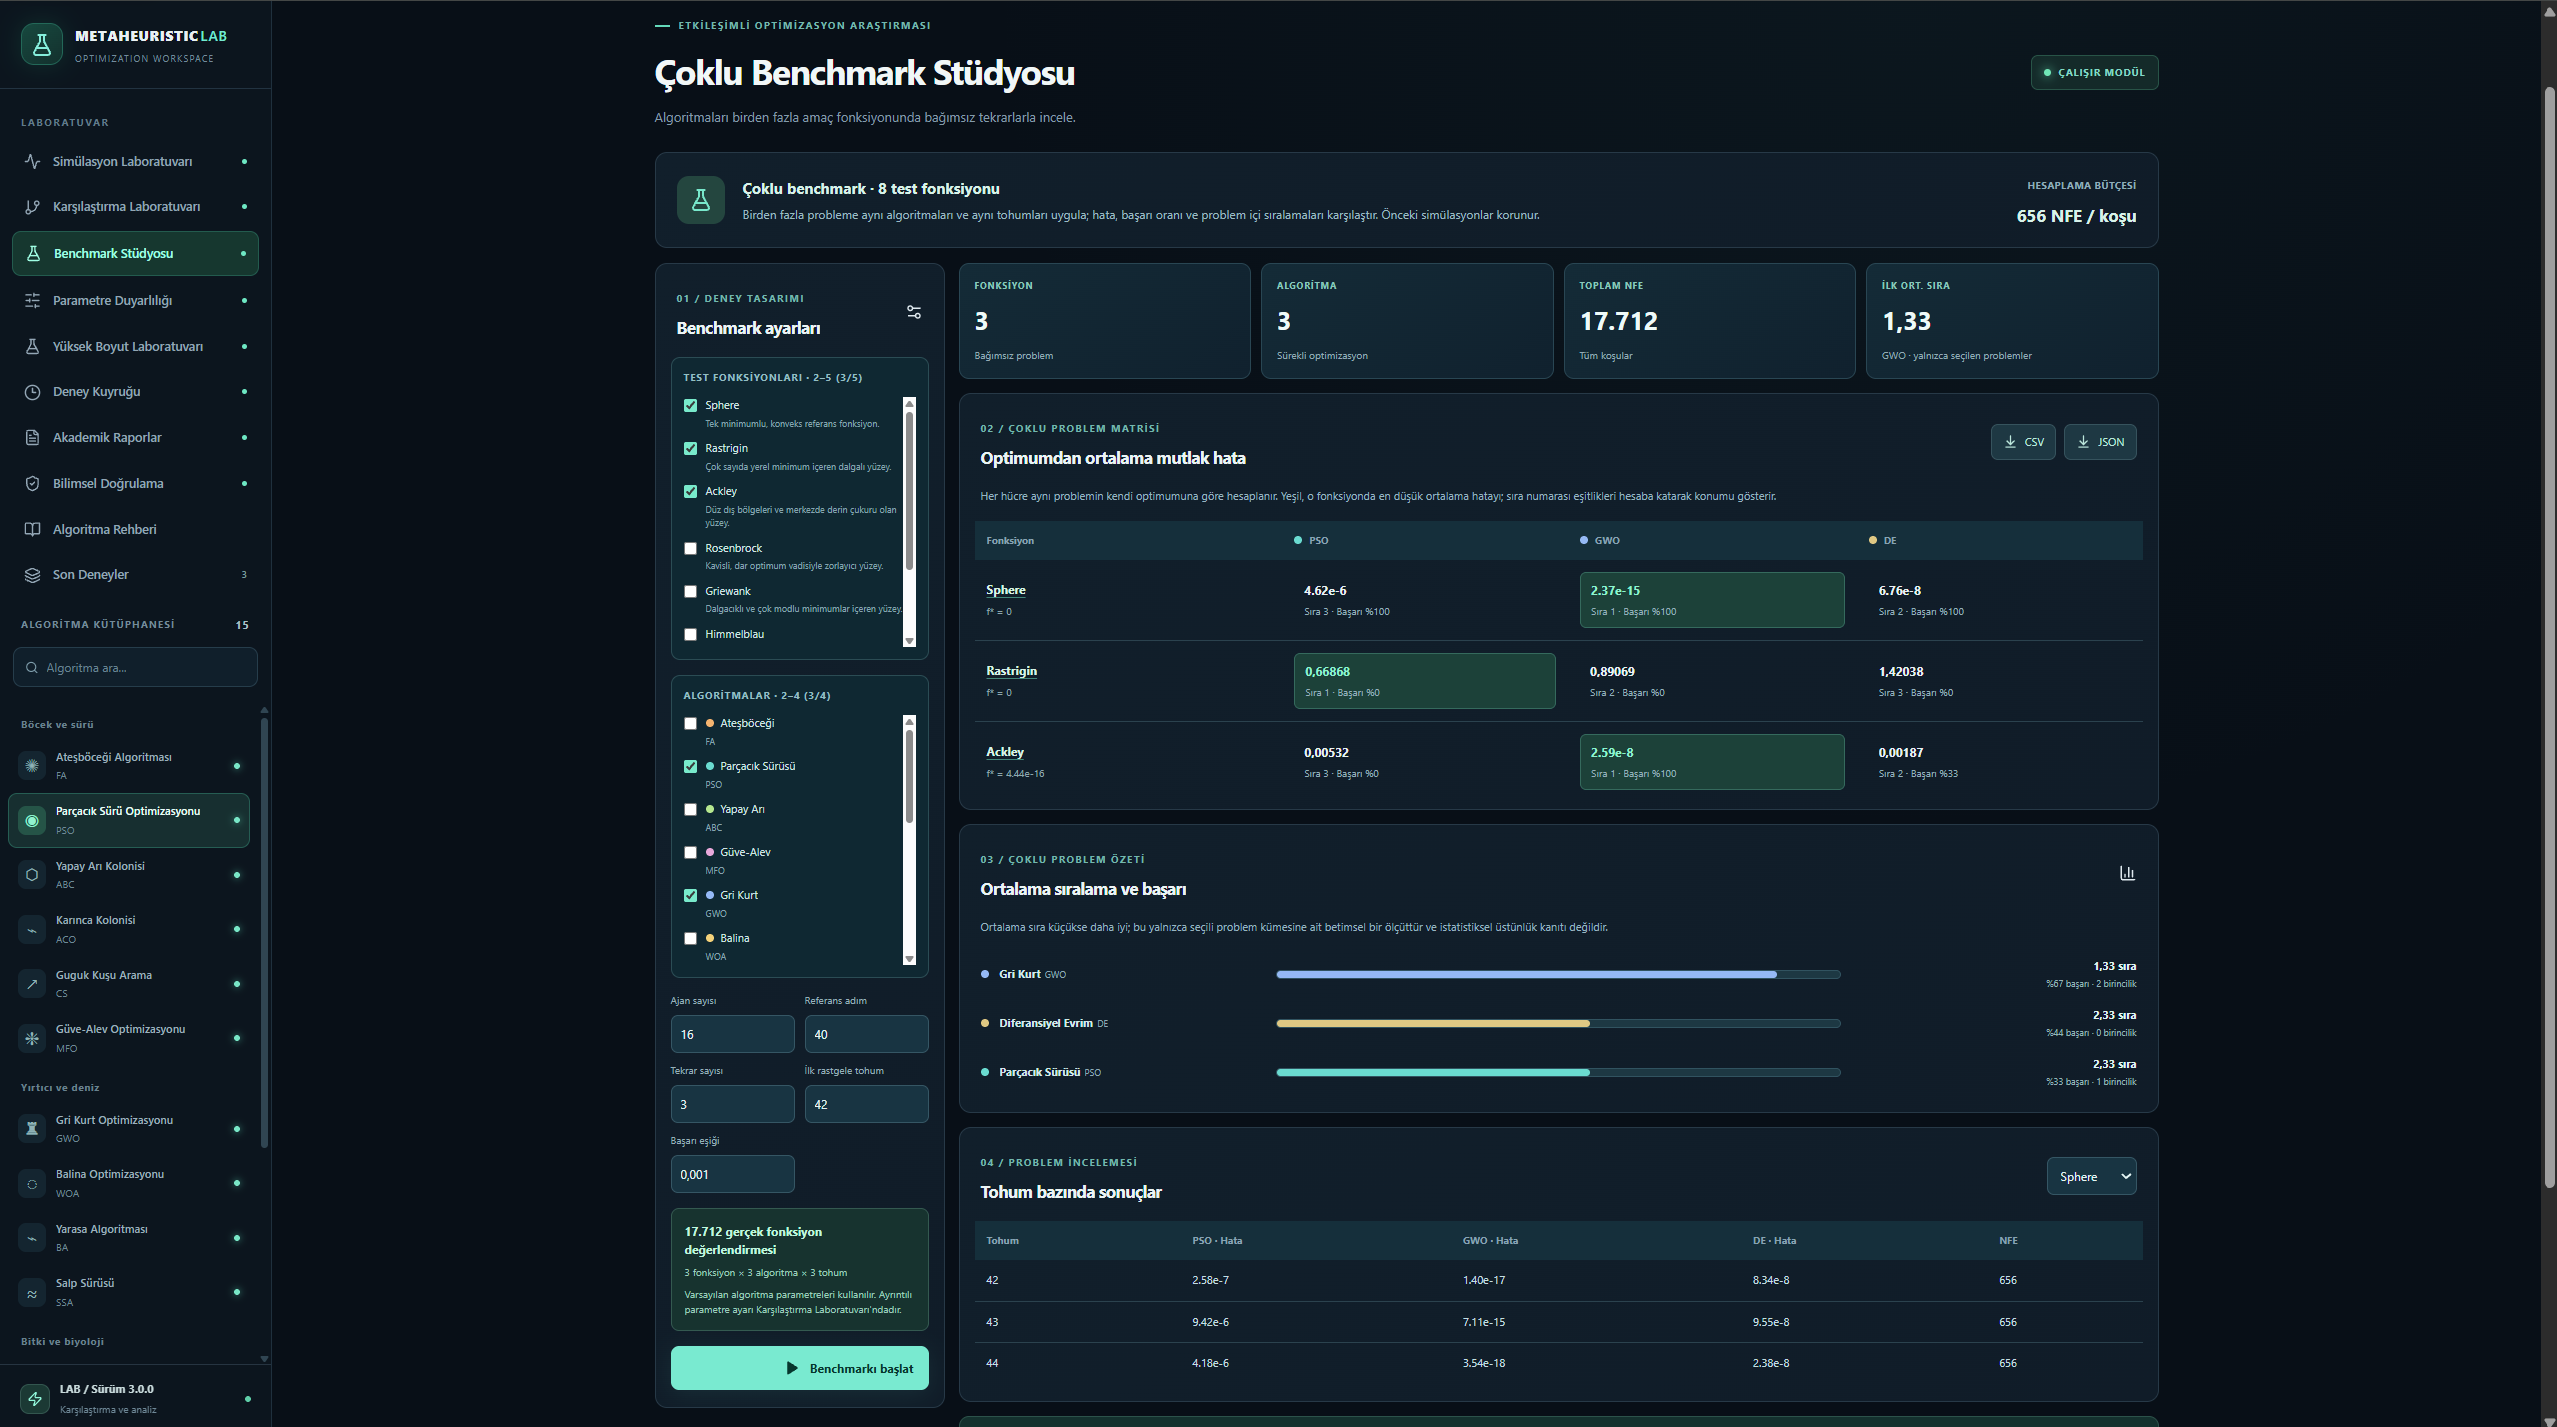 METAHEURISTICLAB
OPTIMIZATION WORKSPACE
LABORATUVAR
Simülasyon Laboratuvarı
Karşılaştırma Laboratuvarı
Benchmark Stüdyosu
Parametre Duyarlılığı
Yüksek Boyut Laboratuvarı
Deney Kuyruğu
Akademik Raporlar
Bilimsel Doğrulama
Algoritma Rehberi
Son Deneyler 3
ALGORİTMA KÜTÜPHANESİ 15
Algoritma ara...
Böcek ve sürü
Ateşböceği Algoritması
FA
Parçacık Sürü Optimizasyonu
PSO
Yapay Arı Kolonisi
ABC
Karınca Kolonisi
ACO
Guguk Kuşu Arama
CS
Güve-Alev Optimizasyonu
MFO
Yırtıcı ve deniz
Gri Kurt Optimizasyonu
GWO
Balina Optimizasyonu
WOA
Yarasa Algoritması
BA
Salp Sürüsü
SSA
Bitki ve biyoloji
LAB / Sürüm 3.0.0
Karşılaştırma ve analiz
ETKİLEŞİMLİ OPTİMİZASYON ARAŞTIRMASI
Çoklu Benchmark Stüdyosu
ÇALIŞIR MODÜL
Algoritmaları birden fazla amaç fonksiyonunda bağımsız tekrarlarla incele.
Çoklu benchmark · 8 test fonksiyonu
Birden fazla probleme aynı algoritmaları ve aynı tohumları uygula; hata, başarı oranı ve problem içi sıralamaları karşılaştır. Önceki simülasyonlar korunur.
HESAPLAMA BÜTÇESİ
656 NFE / koşu
01 / DENEY TASARIMI
Benchmark ayarları
TEST FONKSİYONLARI · 2–5 (3/5)
Sphere
Tek minimumlu, konveks referans fonksiyon.
Rastrigin
Çok sayıda yerel minimum içeren dalgalı yüzey.
Ackley
Düz dış bölgeleri ve merkezde derin çukuru olan
yüzey.
Rosenbrock
Kavisli, dar optimum vadisiyle zorlayıcı yüzey.
Griewank
Dalgacıklı ve çok modlu minimumlar içeren yüzey.
Himmelblau
ALGORİTMALAR · 2–4 (3/4)
Ateşböceği
FA
Parçacık Sürüsü
PSO
Yapay Arı
ABC
Güve-Alev
MFO
Gri Kurt
GWO
Balina
WOA
Ajan sayısı Referans adım
16 40
Tekrar sayısı İlk rastgele tohum
3 42
Başarı eşiği
0,001
17.712 gerçek fonksiyon
değerlendirmesi
3 fonksiyon × 3 algoritma × 3 tohum
Varsayılan algoritma parametreleri kullanılır. Ayrıntılı
parametre ayarı Karşılaştırma Laboratuvarı'ndadır.
Benchmarkı başlat
FONKSİYON
3
Bağımsız problem
ALGORİTMA
3
Sürekli optimizasyon
TOPLAM NFE
17.712
Tüm koşular
İLK ORT. SIRA
1,33
GWO · yalnızca seçilen problemler
02 / ÇOKLU PROBLEM MATRİSİ
Optimumdan ortalama mutlak hata
CSV JSON
Her hücre aynı problemin kendi optimumuna göre hesaplanır. Yeşil, o fonksiyonda en düşük ortalama hatayı; sıra numarası eşitlikleri hesaba katarak konumu gösterir.
Fonksiyon PSO GWO DE
Sphere 4.62e-6 2.37e-15 6.76e-8
f* = 0 Sıra 3 · Başarı %100 Sıra 1 · Başarı %100 Sıra 2 · Başarı %100
Rastrigin 0,66868 0,89069 1,42038
f* = 0 Sıra 1 · Başarı %0 Sıra 2 · Başarı %0 Sıra 3 · Başarı %0
Ackley 0,00532 2.59e-8 0,00187
f* = 4.44e-16 Sıra 3 · Başarı %0 Sıra 1 · Başarı %100 Sıra 2 · Başarı %33
03 / ÇOKLU PROBLEM ÖZETİ
Ortalama sıralama ve başarı
Ortalama sıra küçükse daha iyi; bu yalnızca seçili problem kümesine ait betimsel bir ölçüttür ve istatistiksel üstünlük kanıtı değildir.
Gri Kurt GWO 1,33 sıra
%67 başarı · 2 birincilik
Diferansiyel Evrim DE 2,33 sıra
%44 başarı · 0 birincilik
Parçacık Sürüsü PSO 2,33 sıra
%33 başarı · 1 birincilik
04 / PROBLEM İNCELEMESİ
Tohum bazında sonuçlar
Sphere
Tohum PSO · Hata GWO · Hata DE · Hata NFE
42 2.58e-7 1.40e-17 8.34e-8 656
43 9.42e-6 7.11e-15 9.55e-8 656
44 4.18e-6 3.54e-18 2.38e-8 656